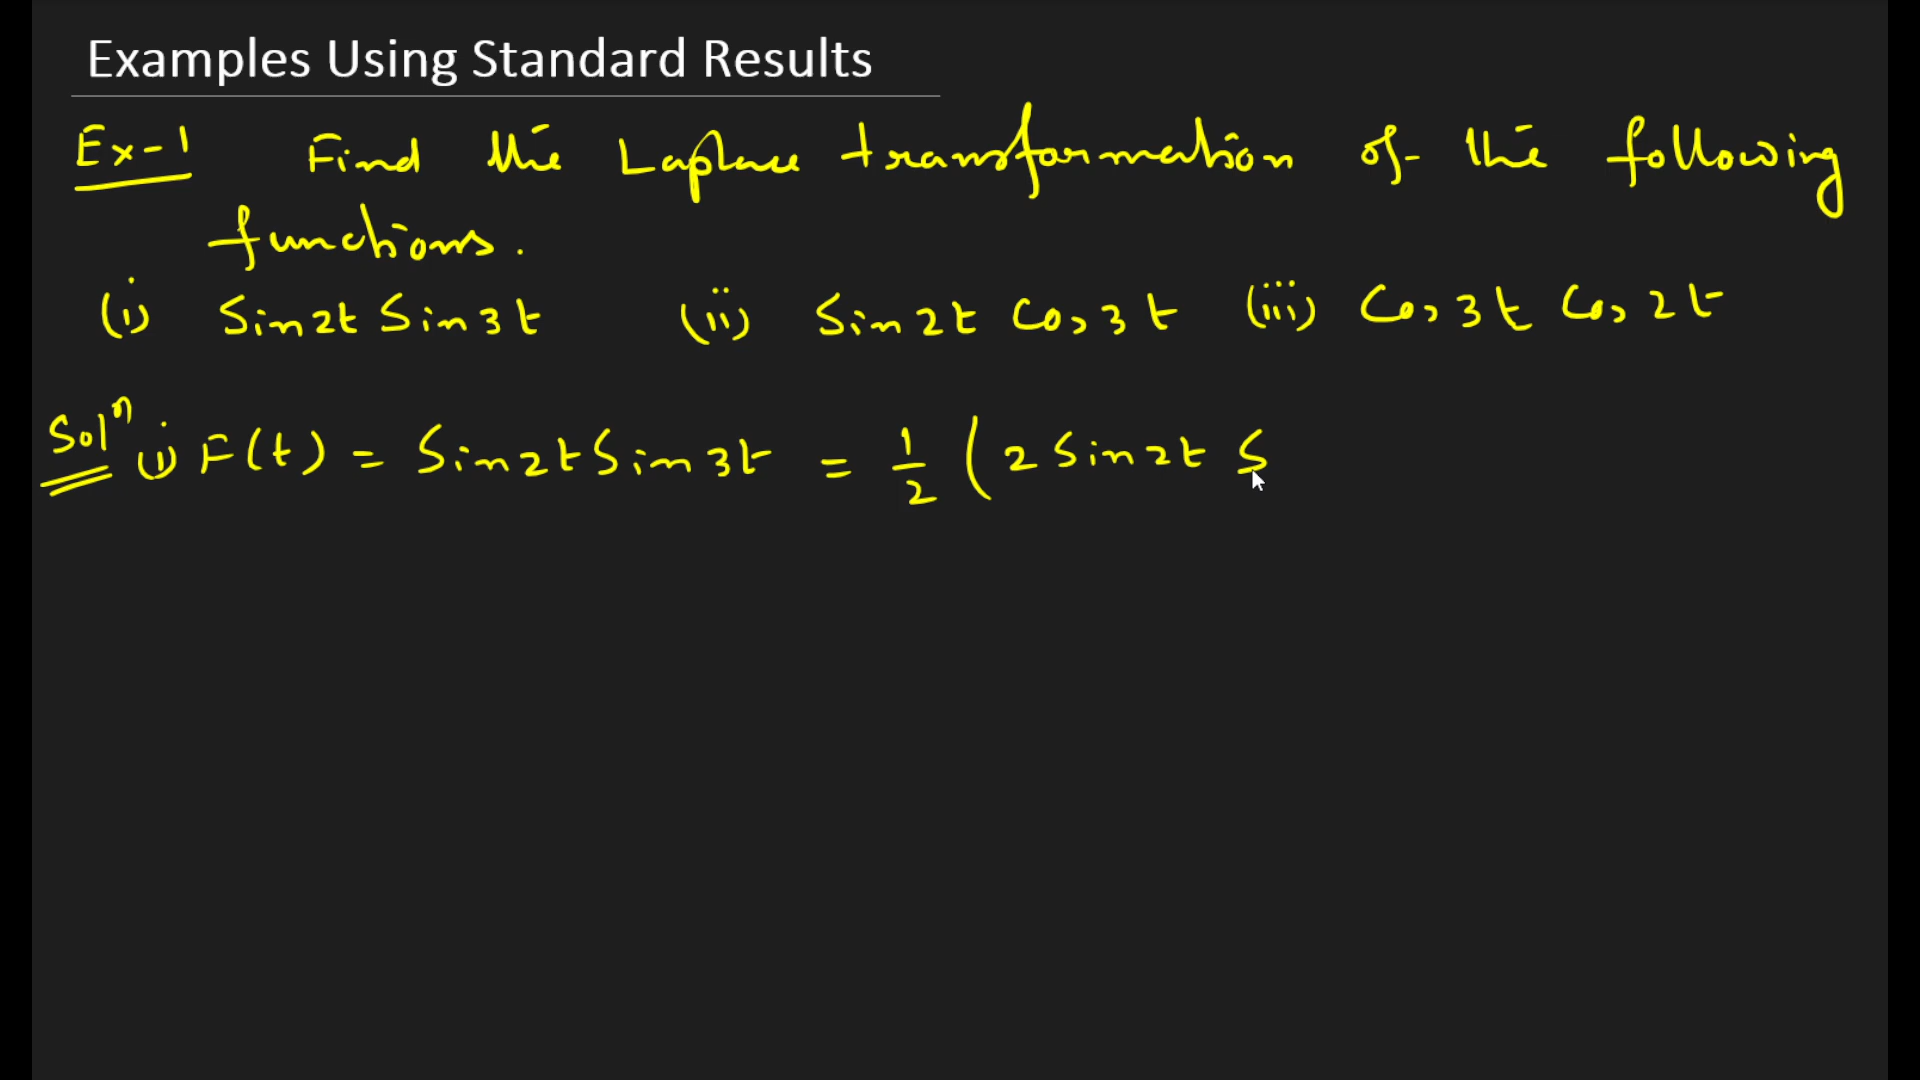 Examples Using Standard Results
Ex-1 Find the Laplace transformation of the following
functions.
(i) Sin2t Sin3t (ii) Sin2t Cos3t (iii) Cos3t Cos2t
Solⁿ (i) F(t) = Sin2t Sin3t = 1/2 (2 Sin2t S